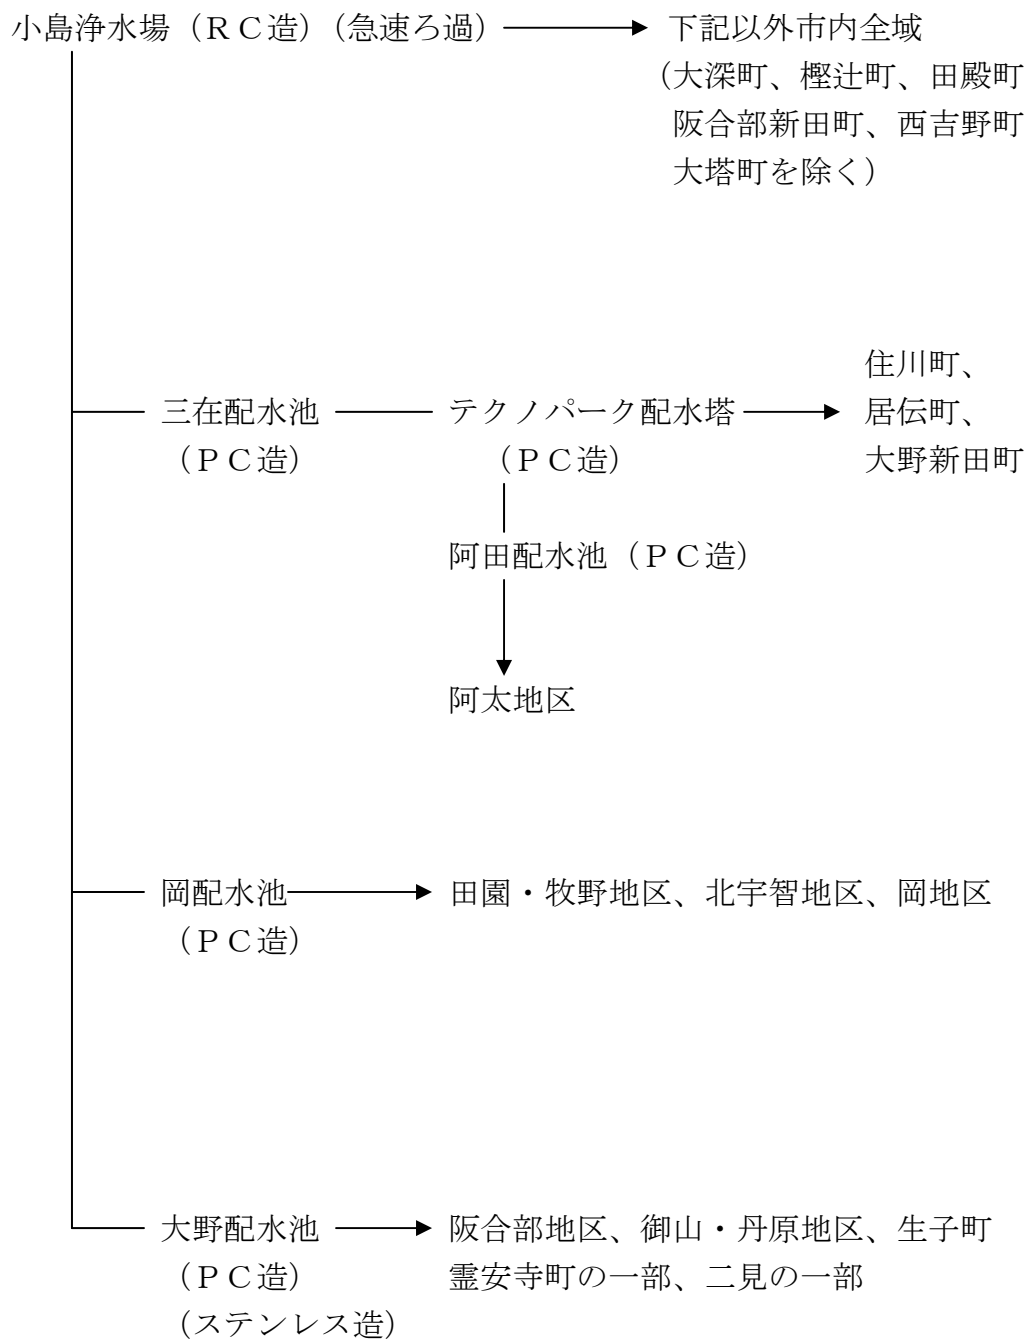 小島浄水場（ＲＣ造）（急速ろ過） 下記以外市内全域
（大深町、樫辻町、田殿町
阪合部新田町、西吉野町
大塔町を除く）
住川町、
三在配水池 テクノパーク配水塔 居伝町、
（ＰＣ造） （ＰＣ造） 大野新田町
阿田配水池（ＰＣ造）
阿太地区
岡配水池 田園・牧野地区、北宇智地区、岡地区
（ＰＣ造）
大野配水池 阪合部地区、御山・丹原地区、生子町
（ＰＣ造） 霊安寺町の一部、二見の一部
（ステンレス造）